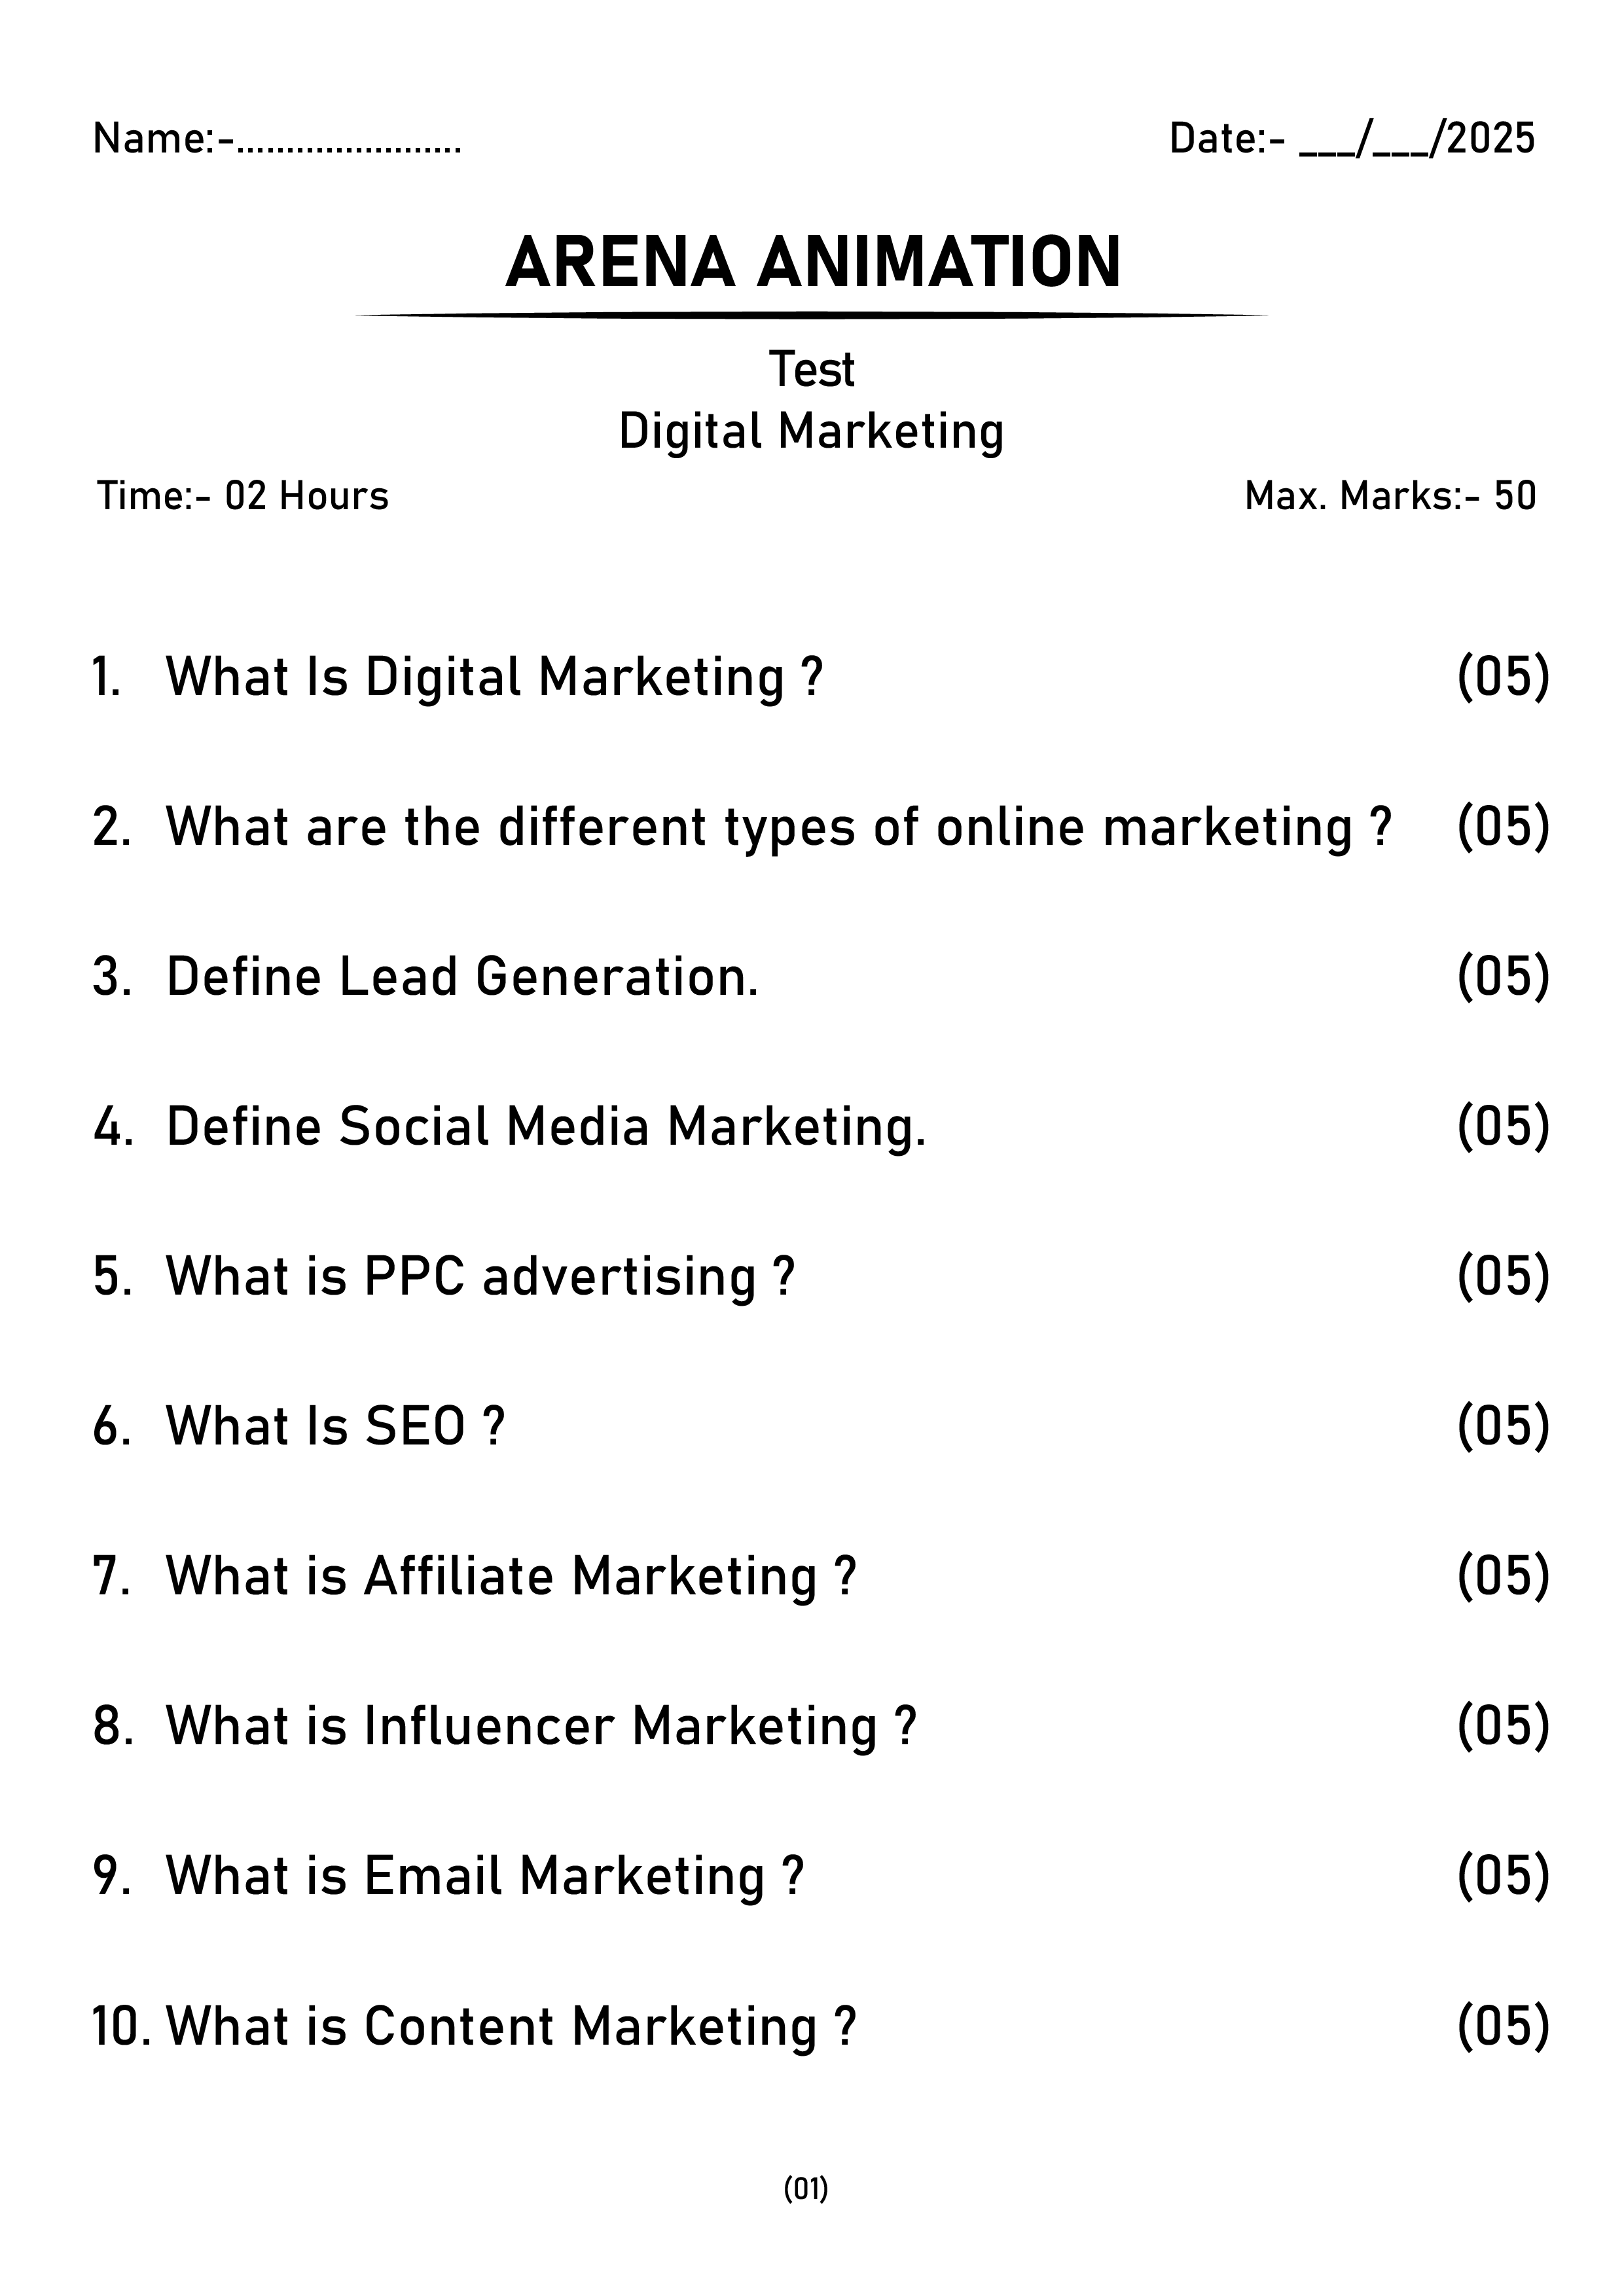 Name:-.......................
Date:- ___/___/2025
ARENA ANIMATION
Test
Digital Marketing
Time:- 02 Hours
Max. Marks:- 50
1. What Is Digital Marketing ? (05)
2. What are the different types of online marketing ? (05)
3. Define Lead Generation. (05)
4. Define Social Media Marketing. (05)
5. What is PPC advertising ? (05)
6. What Is SEO ? (05)
7. What is Affiliate Marketing ? (05)
8. What is Influencer Marketing ? (05)
9. What is Email Marketing ? (05)
10. What is Content Marketing ? (05)
(01)